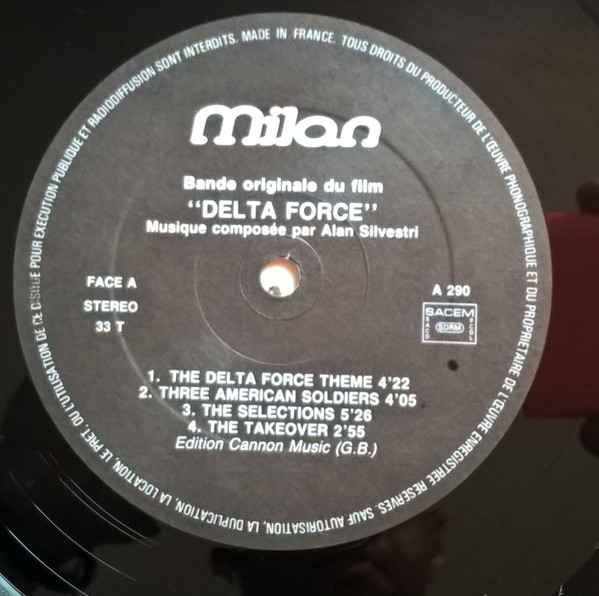 milan
Bande originale du film
"DELTA FORCE"
Musique composée par Alan Silvestri
FACE A
STEREO
33 T
A 290
SACEM
SACD
SDRM
SCGL
1. THE DELTA FORCE THEME 4'22
2. THREE AMERICAN SOLDIERS 4'05
3. THE SELECTIONS 5'26
4. THE TAKEOVER 2'55
Edition Cannon Music (G.B.)
MADE IN FRANCE. TOUS DROITS DU PRODUCTEUR DE L'ŒUVRE PHONOGRAPHIQUE ET DU PROPRIETAIRE DE L'ŒUVRE ENREGISTREE RESERVES. SAUF AUTORISATION, LA DUPLICATION, LA LOCATION, LE PRET, OU L'UTILISATION DE CE DISQUE POUR EXECUTION PUBLIQUE ET RADIODIFFUSION SONT INTERDITS.